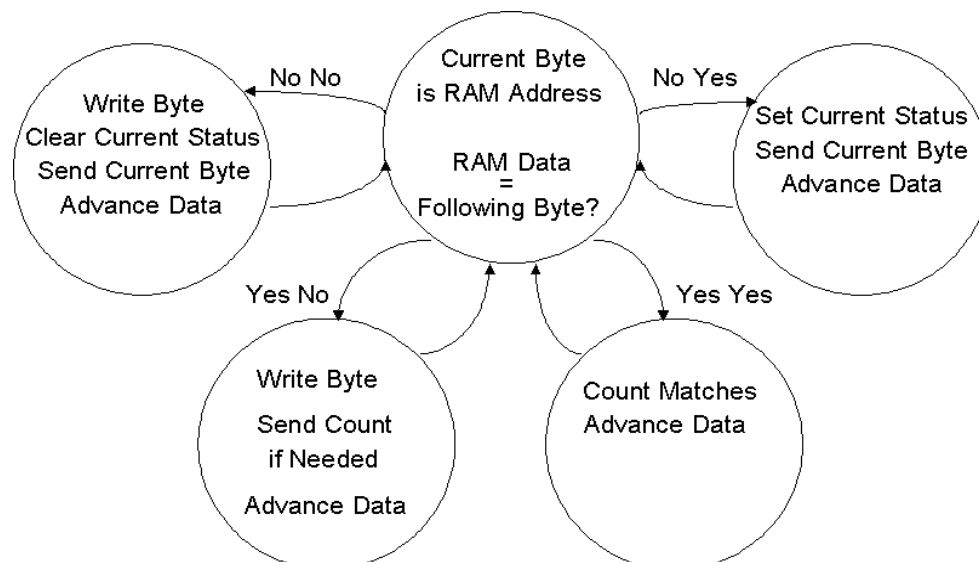 Current Byte
is RAM Address
RAM Data
=
Following Byte?
No No
Write Byte
Clear Current Status
Send Current Byte
Advance Data
No Yes
Set Current Status
Send Current Byte
Advance Data
Yes No
Write Byte
Send Count
if Needed
Advance Data
Yes Yes
Count Matches
Advance Data